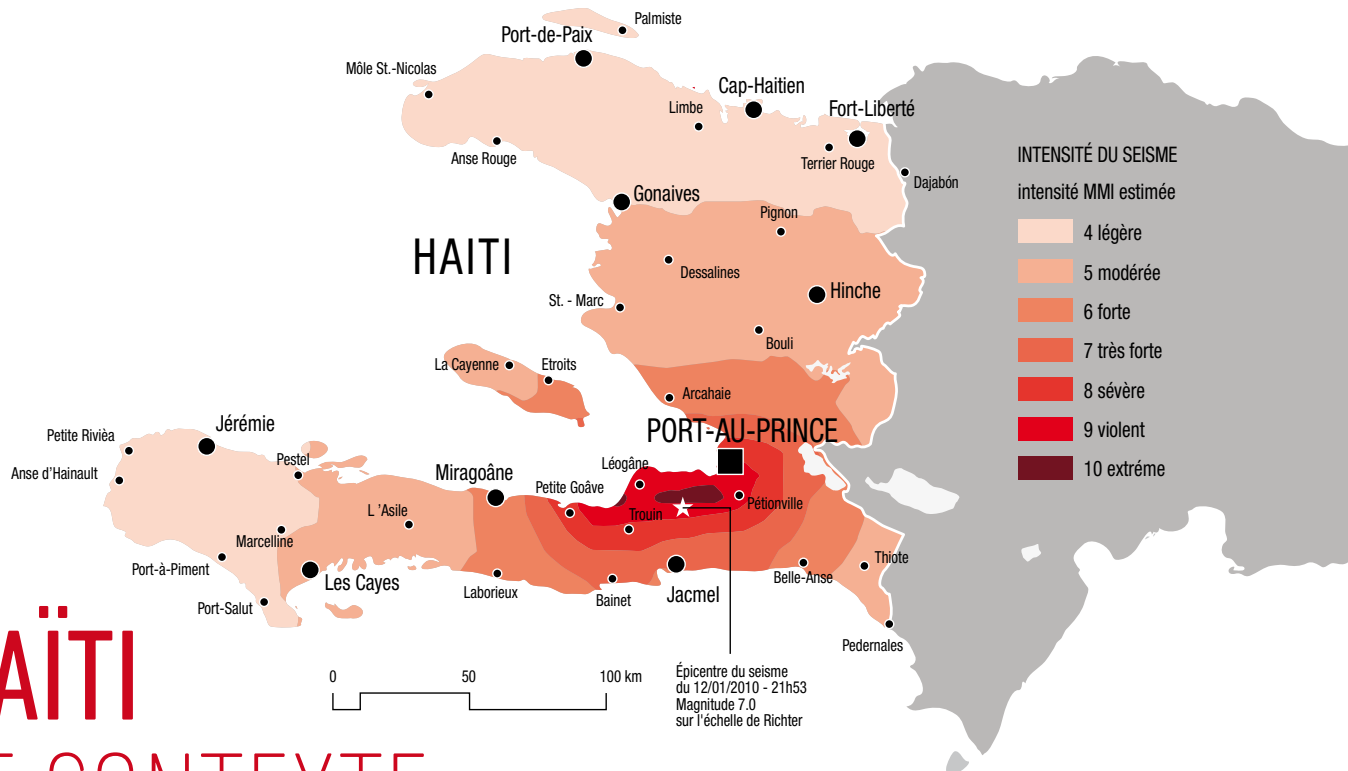 Palmiste
Port-de-Paix
Môle St.-Nicolas
Cap-Haitien
Limbe
Fort-Liberté
Anse Rouge
Terrier Rouge
Dajabón
Gonaives
Pignon
HAITI
Dessalines
Hinche
St. - Marc
Bouli
La Cayenne
Etroits
Arcahaie
PORT-AU-PRINCE
Jérémie
Petite Rivièa
Anse d'Hainault
Pestel
Miragoâne
Léogâne
Petite Goâve
Pétionville
L 'Asile
Trouin
Marcelline
Port-à-Piment
Les Cayes
Port-Salut
Laborieux
Bainet
Jacmel
Belle-Anse
Thiote
Pedernales
INTENSITÉ DU SEISME
intensité MMI estimée
4 légère
5 modérée
6 forte
7 très forte
8 sévère
9 violent
10 extréme
0 50 100 km
Épicentre du seisme
du 12/01/2010 - 21h53
Magnitude 7.0
sur l'échelle de Richter
AÏTI
CONTEXTE